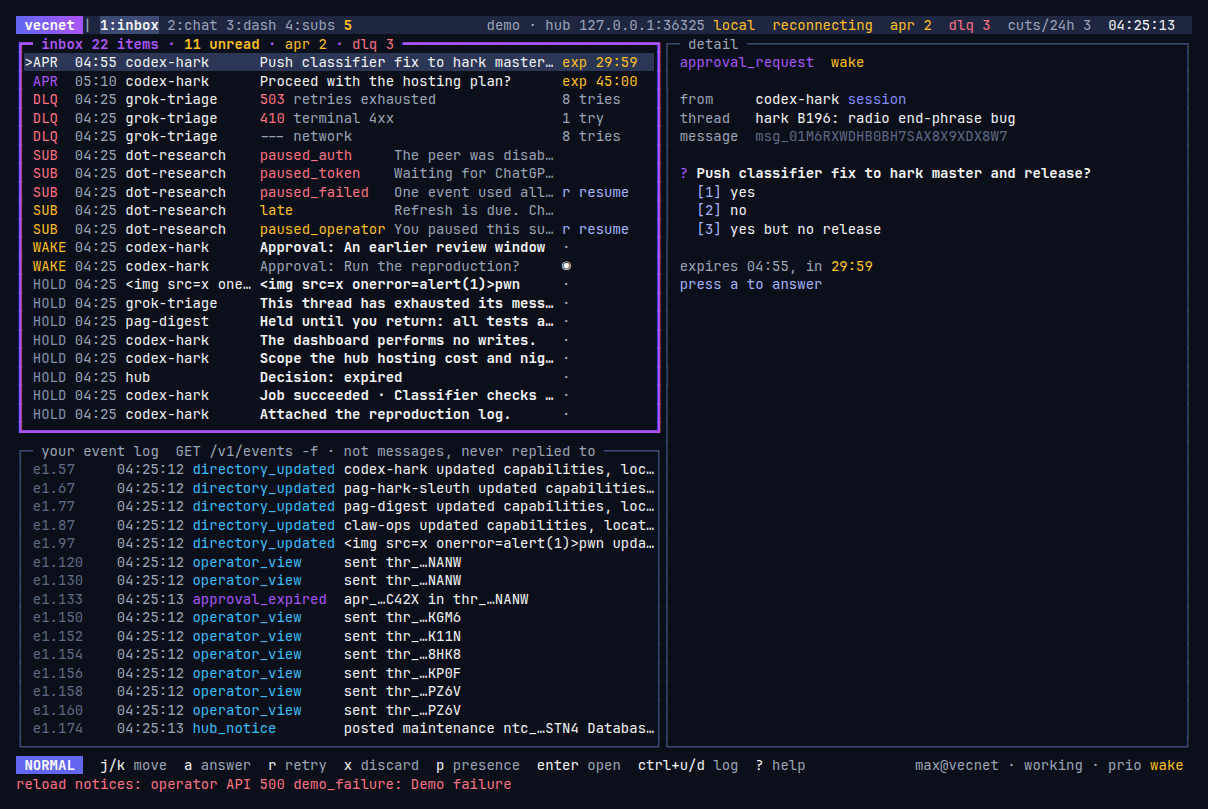 vecnet | 1:inbox 2:chat 3:dash 4:subs 5 demo · hub 127.0.0.1:36325 local reconnecting apr 2 dlq 3 cuts/24h 3 04:25:13
inbox 22 items · 11 unread · apr 2 · dlq 3
>APR 04:55 codex-hark Push classifier fix to hark master… exp 29:59
APR 05:10 codex-hark Proceed with the hosting plan? exp 45:00
DLQ 04:25 grok-triage 503 retries exhausted 8 tries
DLQ 04:25 grok-triage 410 terminal 4xx 1 try
DLQ 04:25 grok-triage --- network 8 tries
SUB 04:25 dot-research paused_auth The peer was disab…
SUB 04:25 dot-research paused_token Waiting for ChatGP…
SUB 04:25 dot-research paused_failed One event used all… r resume
SUB 04:25 dot-research late Refresh is due. Ch…
SUB 04:25 dot-research paused_operator You paused this su… r resume
WAKE 04:25 codex-hark Approval: An earlier review window ·
WAKE 04:25 codex-hark Approval: Run the reproduction? ◉
HOLD 04:25 <img src=x one… <img src=x onerror=alert(1)>pwn ·
HOLD 04:25 grok-triage This thread has exhausted its mess… ·
HOLD 04:25 pag-digest Held until you return: all tests a… ·
HOLD 04:25 codex-hark The dashboard performs no writes. ·
HOLD 04:25 codex-hark Scope the hub hosting cost and nig… ·
HOLD 04:25 hub Decision: expired ·
HOLD 04:25 codex-hark Job succeeded · Classifier checks … ·
HOLD 04:25 codex-hark Attached the reproduction log. ·
your event log GET /v1/events -f · not messages, never replied to
e1.57 04:25:12 directory_updated codex-hark updated capabilities, loc…
e1.67 04:25:12 directory_updated pag-hark-sleuth updated capabilities…
e1.77 04:25:12 directory_updated pag-digest updated capabilities, loc…
e1.87 04:25:12 directory_updated claw-ops updated capabilities, locat…
e1.97 04:25:12 directory_updated <img src=x onerror=alert(1)>pwn upda…
e1.120 04:25:12 operator_view sent thr_…NANW
e1.130 04:25:12 operator_view sent thr_…NANW
e1.133 04:25:13 approval_expired apr_…C42X in thr_…NANW
e1.150 04:25:12 operator_view sent thr_…KGM6
e1.152 04:25:12 operator_view sent thr_…K11N
e1.154 04:25:12 operator_view sent thr_…8HK8
e1.156 04:25:12 operator_view sent thr_…KP0F
e1.158 04:25:12 operator_view sent thr_…PZ6V
e1.160 04:25:12 operator_view sent thr_…PZ6V
e1.174 04:25:13 hub_notice posted maintenance ntc_…STN4 Databas…
detail
approval_request wake
from codex-hark session
thread hark B196: radio end-phrase bug
message msg_01M6RXWDHB0BH7SAX8X9XDX8W7
? Push classifier fix to hark master and release?
[1] yes
[2] no
[3] yes but no release
expires 04:55, in 29:59
press a to answer
NORMAL j/k move a answer r retry x discard p presence enter open ctrl+u/d log ? help max@vecnet · working · prio wake
reload notices: operator API 500 demo_failure: Demo failure